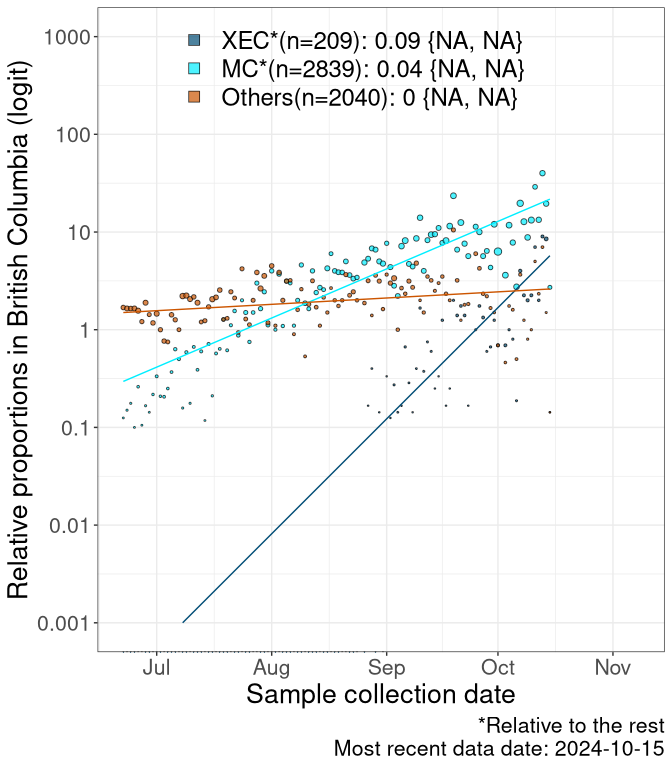 XEC*(n=209): 0.09 {NA, NA}
MC*(n=2839): 0.04 {NA, NA}
Others(n=2040): 0 {NA, NA}
Relative proportions in British Columbia (logit)
1000
100
10
1
0.1
0.01
0.001
Jul Aug Sep Oct Nov
Sample collection date
*Relative to the rest
Most recent data date: 2024-10-15